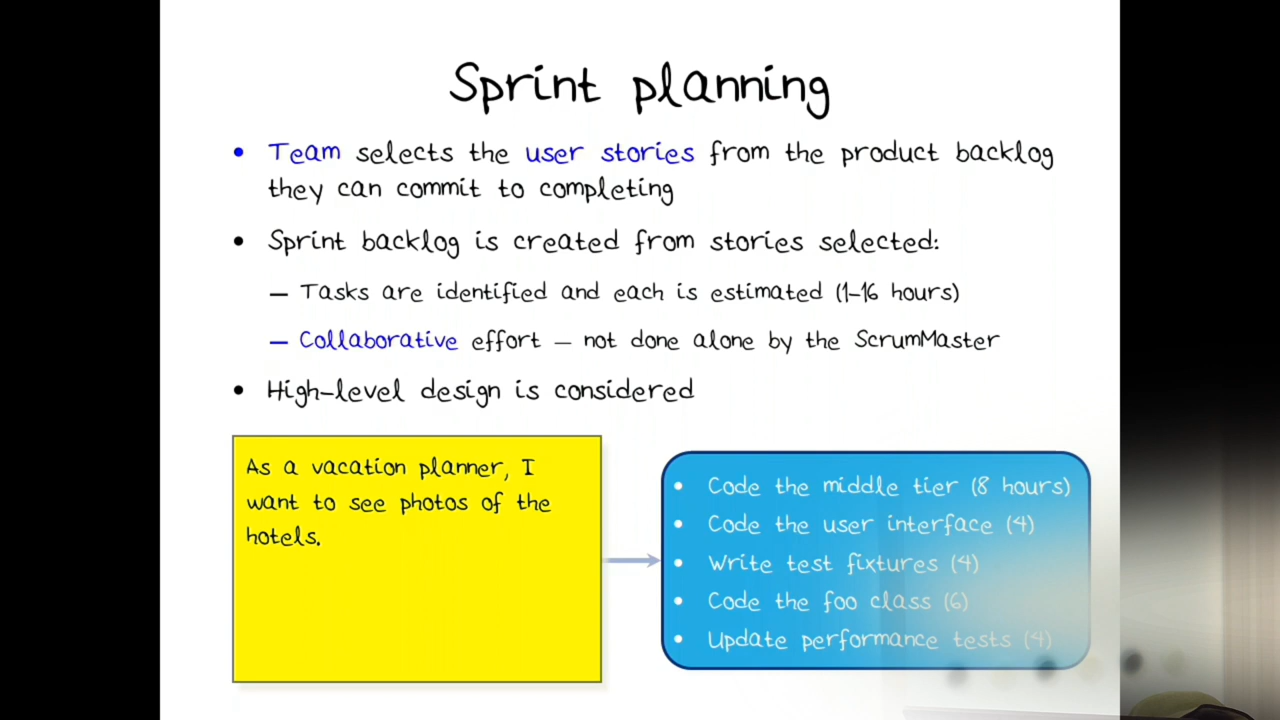 Sprint planning
• Team selects the user stories from the product backlog
they can commit to completing
• Sprint backlog is created from stories selected:
– Tasks are identified and each is estimated (1–16 hours)
– Collaborative effort – not done alone by the ScrumMaster
• High-level design is considered
As a vacation planner, I
want to see photos of the
hotels.
• Code the middle tier (8 hours)
• Code the user interface (4)
• Write test fixtures (4)
• Code the foo class (6)
• Update performance tests (4)